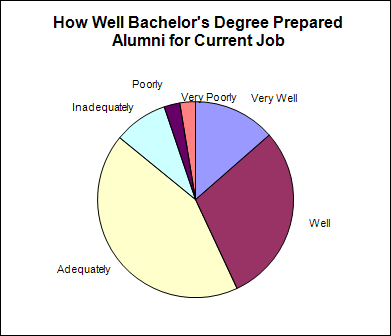 How Well Bachelor's Degree Prepared
Alumni for Current Job
Poorly
Very Poorly
Very Well
Inadequately
Well
Adequately